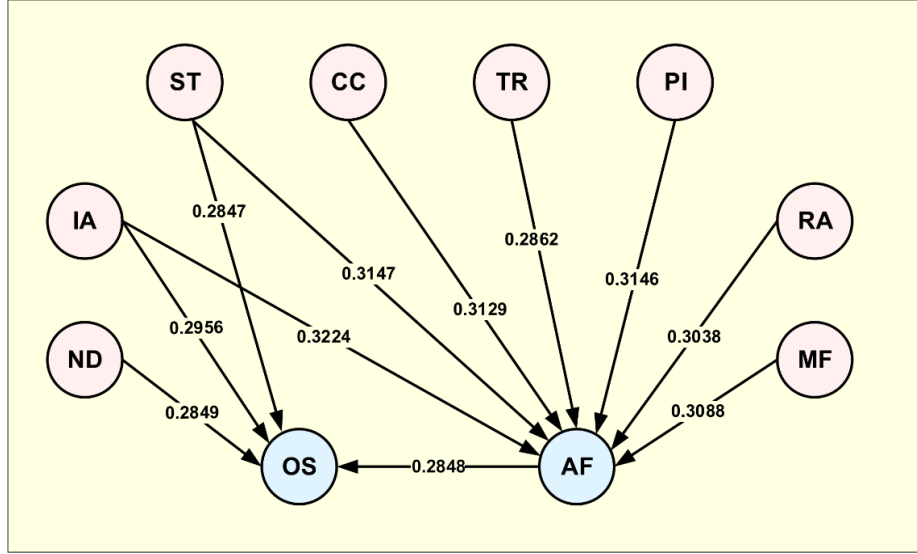 ST
CC
TR
PI
IA
0.2847
RA
0.2862
0.3147
0.3146
0.3129
0.2956
0.3224
0.3038
ND
MF
0.2849
0.3088
OS
0.2848
AF